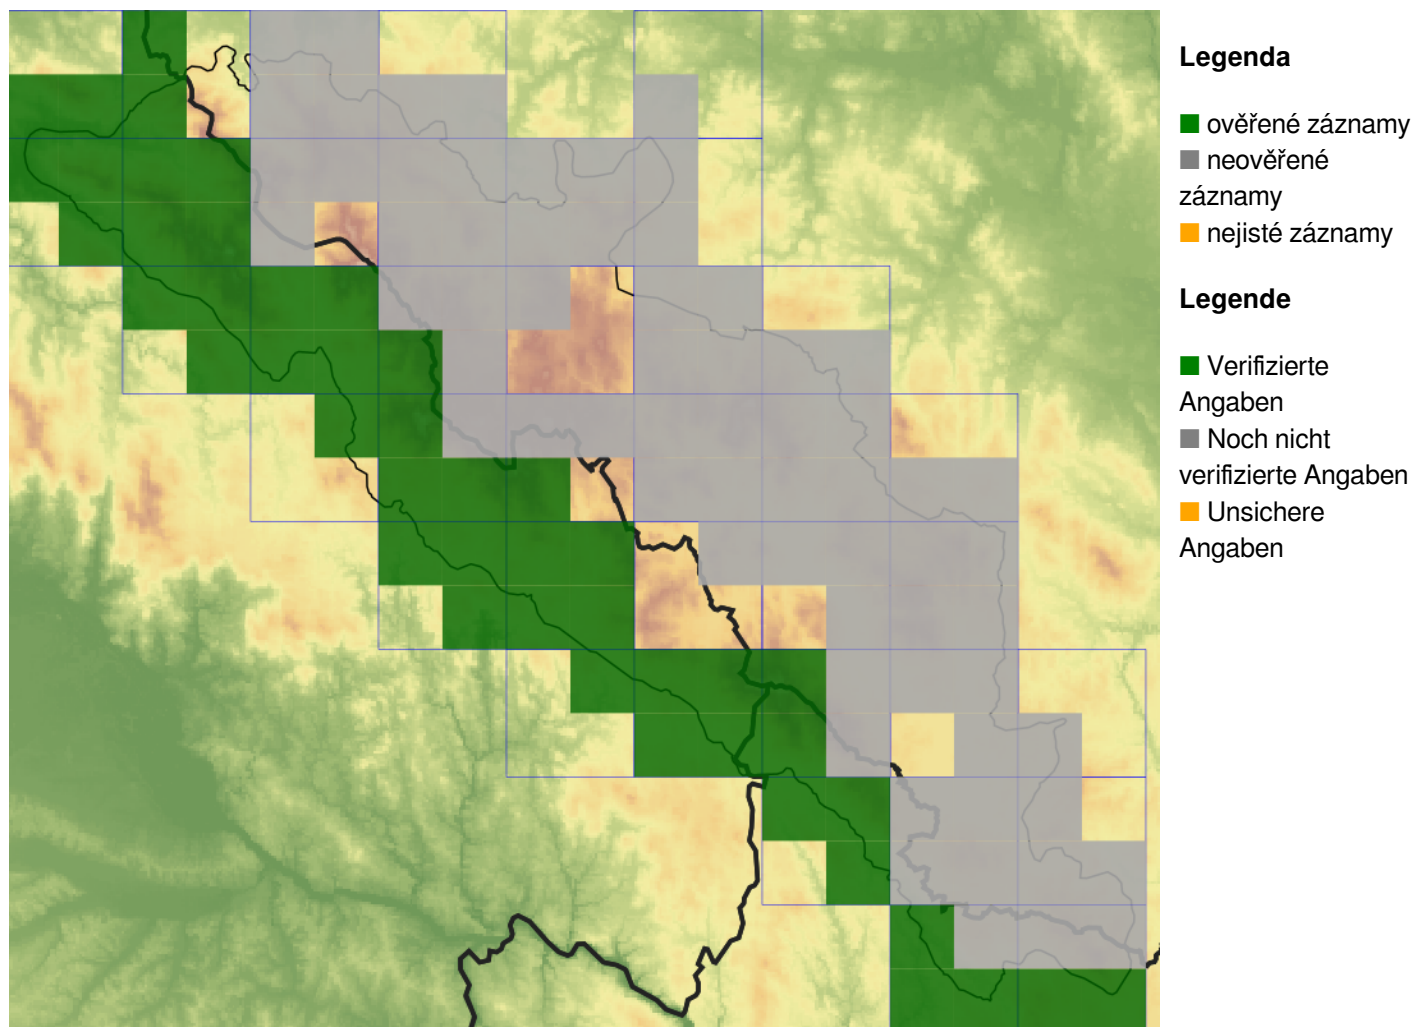 Legenda
ověřené záznamy
neověřené
záznamy
nejisté záznamy
Legende
Verifizierte
Angaben
Noch nicht
verifizierte Angaben
Unsichere
Angaben